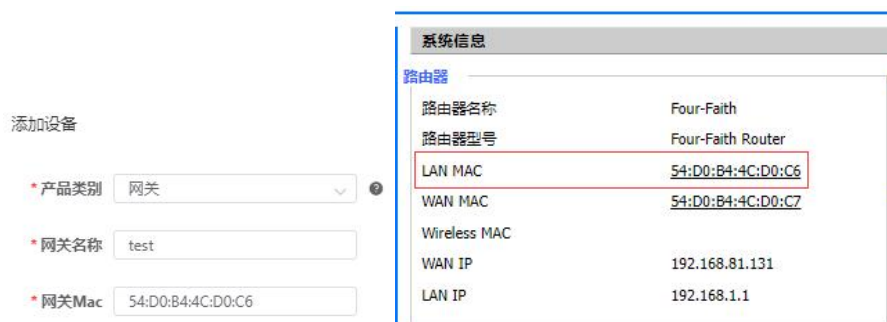 添加设备
*产品类别 网关
*网关名称 test
*网关Mac 54:D0:B4:4C:D0:C6
系统信息
路由器
路由器名称 Four-Faith
路由器型号 Four-Faith Router
LAN MAC 54:D0:B4:4C:D0:C6
WAN MAC 54:D0:B4:4C:D0:C7
Wireless MAC
WAN IP 192.168.81.131
LAN IP 192.168.1.1